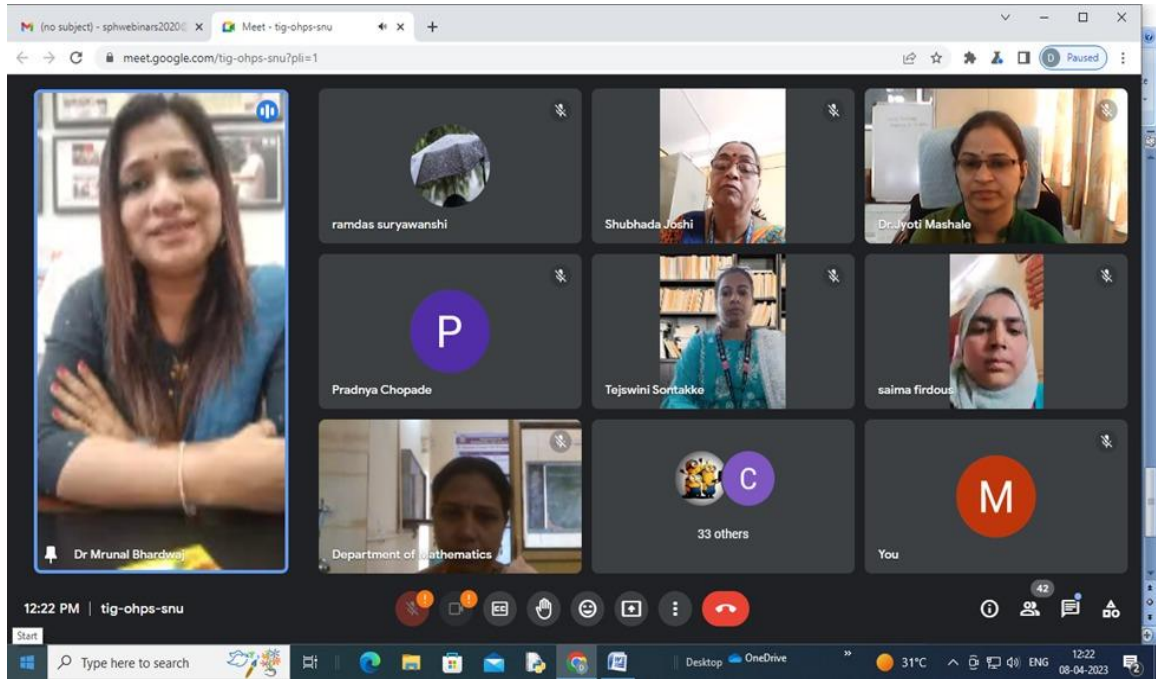 (no subject) - sphwebinars2020@
Meet - tig-ohps-snu
meet.google.com/tig-ohps-snu?pli=1
D
Paused
ramdas suryawanshi
Shubhada Joshi
Dr.Jyoti Mashale
P
Pradnya Chopade
Tejswini Sontakke
saima firdous
Dr Mrunal Bhardwaj
Department of Mathematics
C
33 others
M
You
12:22 PM | tig-ohps-snu
CC
42
Start
Type here to search
Desktop
OneDrive
»
31°C
ENG
12:22
08-04-2023
2